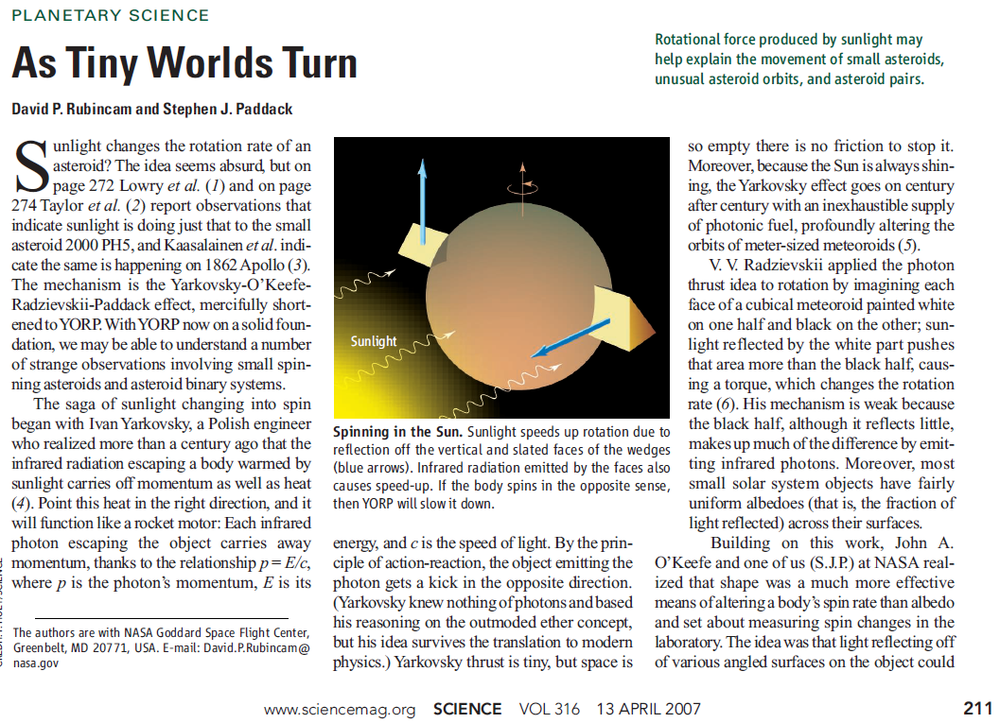 PLANETARY SCIENCE
As Tiny Worlds Turn
David P. Rubincam and Stephen J. Paddack
Rotational force produced by sunlight may
help explain the movement of small asteroids,
unusual asteroid orbits, and asteroid pairs.
Sunlight changes the rotation rate of an
asteroid? The idea seems absurd, but on
page 272 Lowry et al. (1) and on page
274 Taylor et al. (2) report observations that
indicate sunlight is doing just that to the small
asteroid 2000 PH5, and Kaasalainen et al. indi-
cate the same is happening on 1862 Apollo (3).
The mechanism is the Yarkovsky-O'Keefe-
Radzievskii-Paddack effect, mercifully short-
ened to YORP. With YORP now on a solid foun-
dation, we may be able to understand a number
of strange observations involving small spin-
ning asteroids and asteroid binary systems.
The saga of sunlight changing into spin
began with Ivan Yarkovsky, a Polish engineer
who realized more than a century ago that the
infrared radiation escaping a body warmed by
sunlight carries off momentum as well as heat
(4). Point this heat in the right direction, and it
will function like a rocket motor: Each infrared
photon escaping the object carries away
momentum, thanks to the relationship p = E/c,
where p is the photon's momentum, E is its
The authors are with NASA Goddard Space Flight Center,
Greenbelt, MD 20771, USA. E-mail: David.P.Rubincam@
nasa.gov
Sunlight
Spinning in the Sun. Sunlight speeds up rotation due to
reflection off the vertical and slated faces of the wedges
(blue arrows). Infrared radiation emitted by the faces also
causes speed-up. If the body spins in the opposite sense,
then YORP will slow it down.
energy, and c is the speed of light. By the prin-
ciple of action-reaction, the object emitting the
photon gets a kick in the opposite direction.
(Yarkovsky knew nothing of photons and based
his reasoning on the outmoded ether concept,
but his idea survives the translation to modern
physics.) Yarkovsky thrust is tiny, but space is
so empty there is no friction to stop it.
Moreover, because the Sun is always shin-
ing, the Yarkovsky effect goes on century
after century with an inexhaustible supply
of photonic fuel, profoundly altering the
orbits of meter-sized meteoroids (5).
V. V. Radzievskii applied the photon
thrust idea to rotation by imagining each
face of a cubical meteoroid painted white
on one half and black on the other; sun-
light reflected by the white part pushes
that area more than the black half, caus-
ing a torque, which changes the rotation
rate (6). His mechanism is weak because
the black half, although it reflects little,
makes up much of the difference by emit-
ting infrared photons. Moreover, most
small solar system objects have fairly
uniform albedoes (that is, the fraction of
light reflected) across their surfaces.
Building on this work, John A.
O'Keefe and one of us (S.J.P.) at NASA real-
ized that shape was a much more effective
means of altering a body's spin rate than albedo
and set about measuring spin changes in the
laboratory. The idea was that light reflecting off
of various angled surfaces on the object could
www.sciencemag.org SCIENCE VOL 316 13 APRIL 2007
211